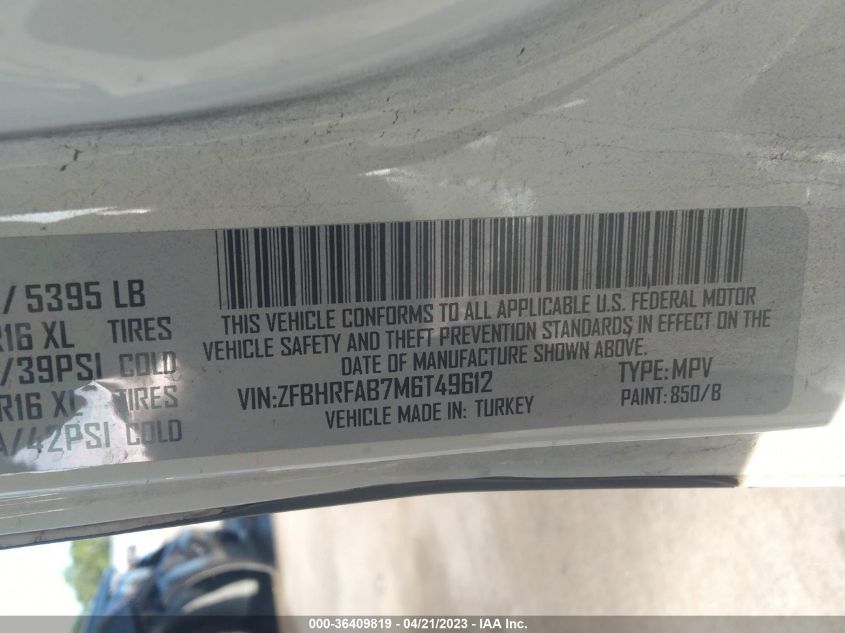 / 5395 LB
R16 XL TIRES
/39PSI COLD
R16 XL TIRES
A/42PSI COLD
THIS VEHICLE CONFORMS TO ALL APPLICABLE U.S. FEDERAL MOTOR
VEHICLE SAFETY AND THEFT PREVENTION STANDARDS IN EFFECT ON THE
DATE OF MANUFACTURE SHOWN ABOVE.
VIN:ZFBHRFAB7M6T49612 TYPE:MPV
VEHICLE MADE IN: TURKEY PAINT: 850/B
000-36409819 - 04/21/2023 - IAA Inc.